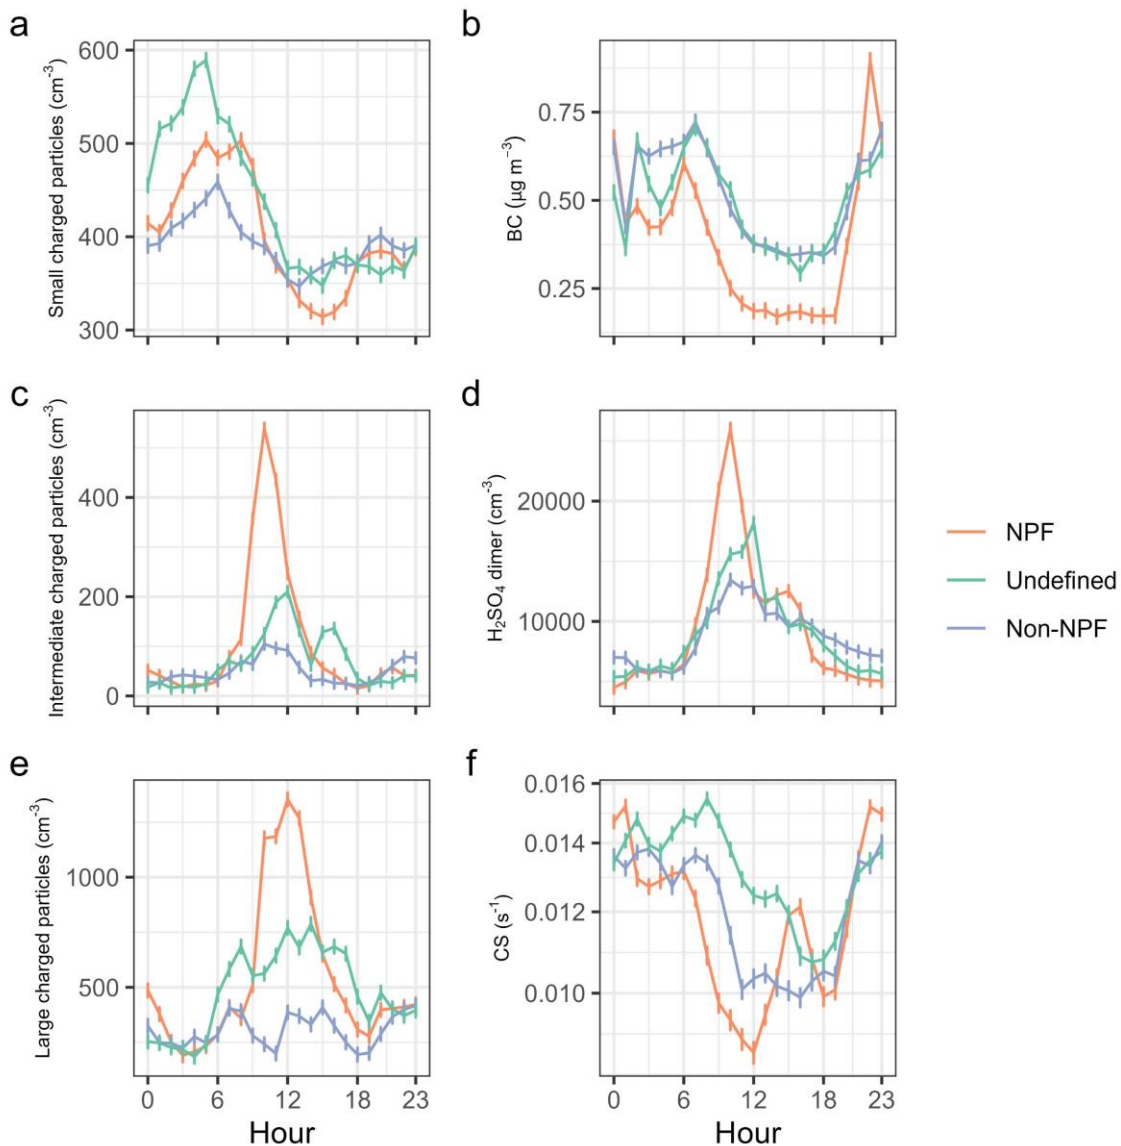 a
Small charged particles (cm⁻³)
600
500
400
300
b
BC (μg m⁻³)
0.75
0.50
0.25
c
Intermediate charged particles (cm⁻³)
400
200
0
d
H₂SO₄ dimer (cm⁻³)
20000
10000
NPF
Undefined
Non-NPF
e
Large charged particles (cm⁻³)
1000
500
0 6 12 18 23
Hour
f
CS (s⁻¹)
0.016
0.014
0.012
0.010
0 6 12 18 23
Hour